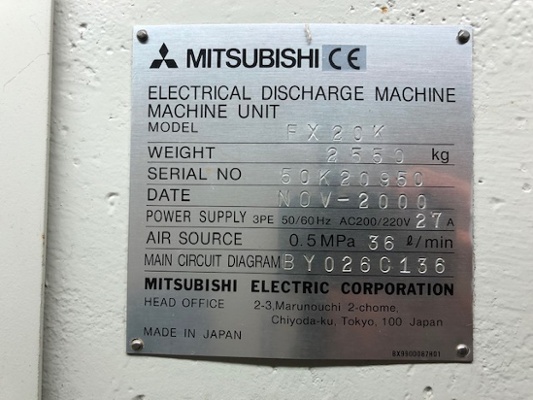 MITSUBISHI CE
ELECTRICAL DISCHARGE MACHINE
MACHINE UNIT
MODEL FX20K
WEIGHT 2550 kg
SERIAL NO 50K20950
DATE NOV-2000
POWER SUPPLY 3PE 50/60Hz AC200/220V 27A
AIR SOURCE 0.5MPa 36 ℓ/min
MAIN CIRCUIT DIAGRAM BY026C136
MITSUBISHI ELECTRIC CORPORATION
HEAD OFFICE 2-3,Marunouchi 2-chome,
Chiyoda-ku, Tokyo, 100 Japan
MADE IN JAPAN